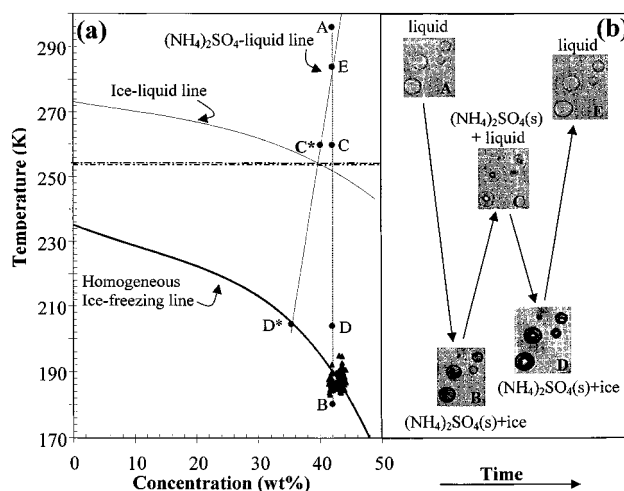 (a)
(b)
290
270
250
230
210
190
170
Temperature (K)
0
10
20
30
40
50
Concentration (wt%)
(NH₄)₂SO₄-liquid line
Ice-liquid line
Homogeneous
Ice-freezing line
A
E
C*
C
D*
D
B
liquid
A
liquid
E
(NH₄)₂SO₄(s)
+ liquid
C
B
(NH₄)₂SO₄(s)+ice
D
(NH₄)₂SO₄(s)+ice
Time